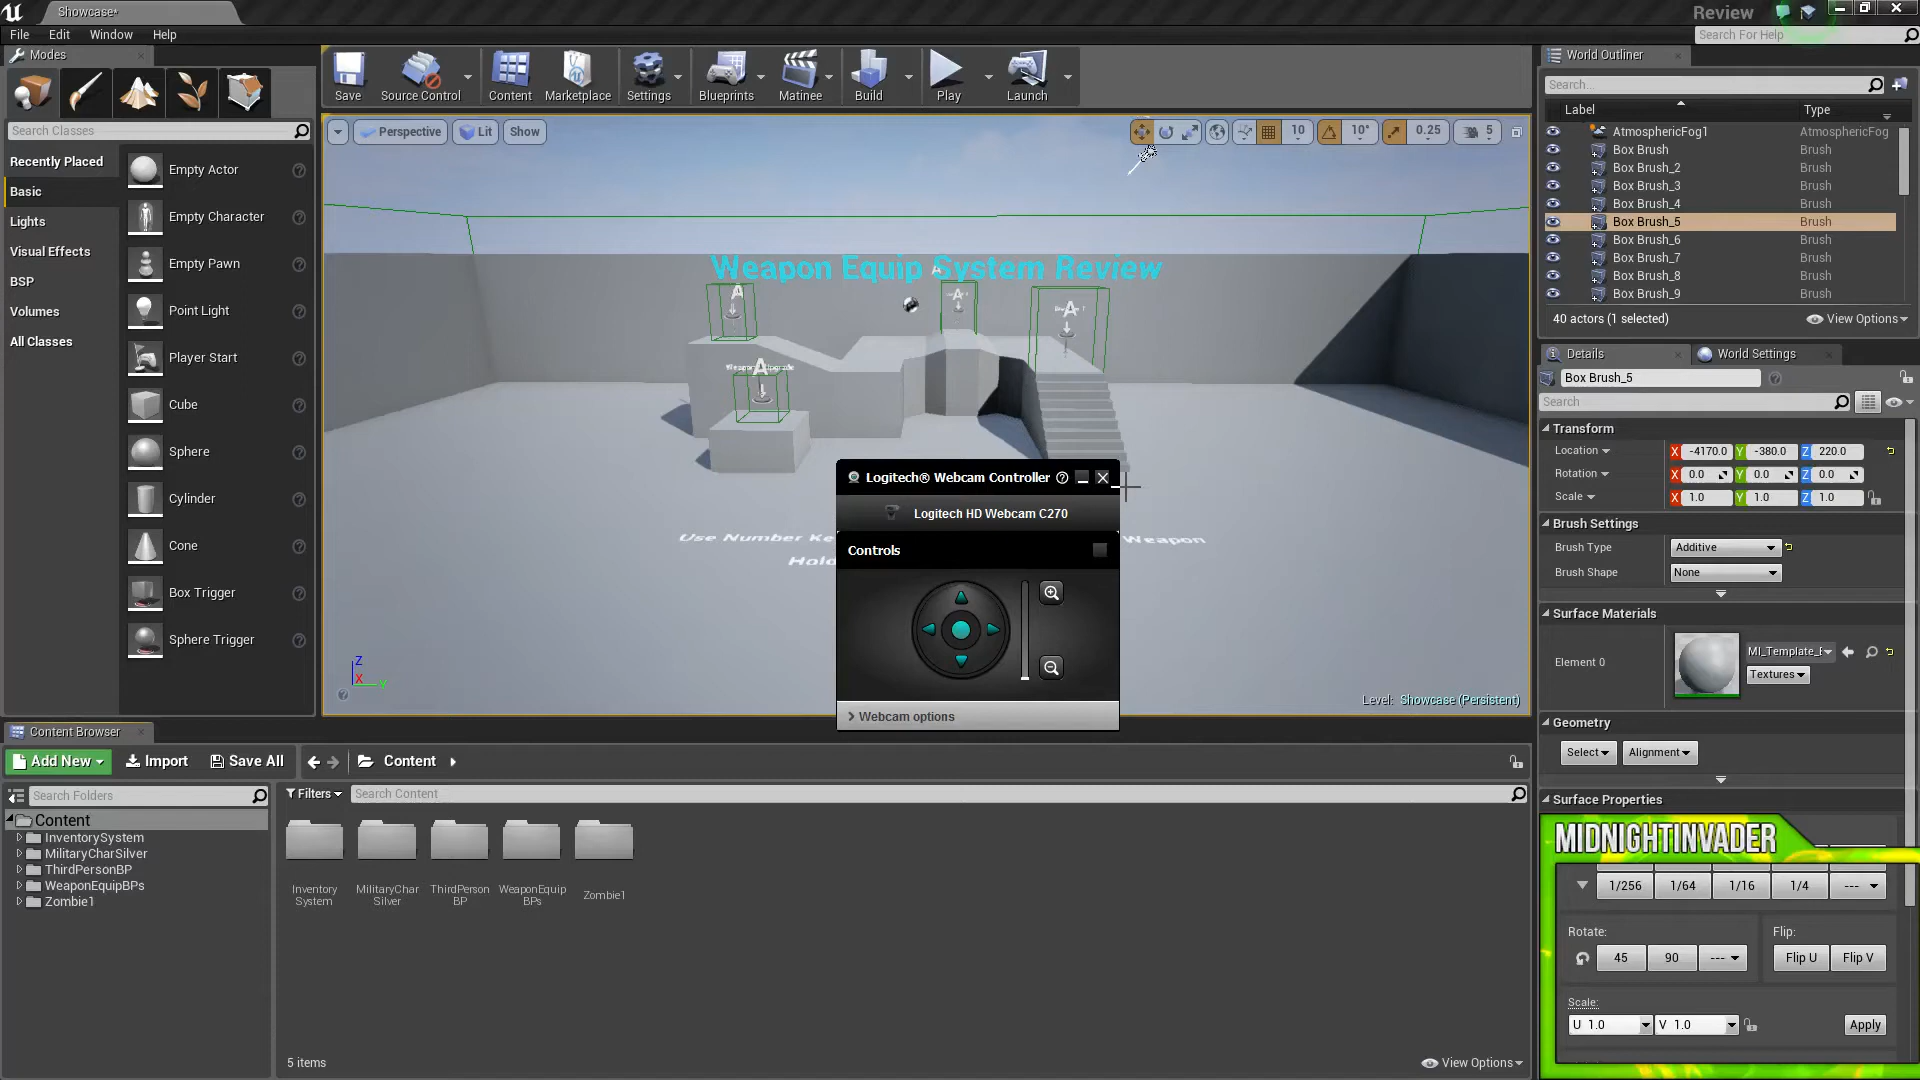 Showcase*
Review
File Edit Window Help
Search For Help
Modes
Search Classes
Recently Placed
Basic
Lights
Visual Effects
BSP
Volumes
All Classes
Empty Actor
Empty Character
Empty Pawn
Point Light
Player Start
Cube
Sphere
Cylinder
Cone
Box Trigger
Sphere Trigger
Save Source Control Content Marketplace Settings Blueprints Matinee Build Play Launch
Perspective Lit Show
10 10° 0.25 5
Weapon Equip System Review
Weapon Upgrade
Use Number Ke
Weapon
Hold
Logitech® Webcam Controller
Logitech HD Webcam C270
Controls
Webcam options
Z
X
Y
Level: Showcase (Persistent)
World Outliner
Search...
Label Type
AtmosphericFog1 AtmosphericFog
Box Brush Brush
Box Brush_2 Brush
Box Brush_3 Brush
Box Brush_4 Brush
Box Brush_5 Brush
Box Brush_6 Brush
Box Brush_7 Brush
Box Brush_8 Brush
Box Brush_9 Brush
40 actors (1 selected) View Options
Details World Settings
Box Brush_5
Search
Transform
Location X -4170.0 Y -380.0 Z 220.0
Rotation X 0.0 Y 0.0 Z 0.0
Scale X 1.0 Y 1.0 Z 1.0
Brush Settings
Brush Type Additive
Brush Shape None
Surface Materials
Element 0 MI_Template_
Textures
Geometry
Select Alignment
Surface Properties
MIDNIGHTINVADER
1/256 1/64 1/16 1/4 ---
Rotate: Flip:
45 90 --- Flip U Flip V
Scale:
U 1.0 V 1.0 Apply
Content Browser
Add New Import Save All Content
Search Folders
Filters Search Content
Content
InventorySystem
MilitaryCharSilver
ThirdPersonBP
WeaponEquipBPs
Zombie1
Inventory System
MilitaryChar Silver
ThirdPerson BP
WeaponEquip BPs
Zombie1
5 items View Options